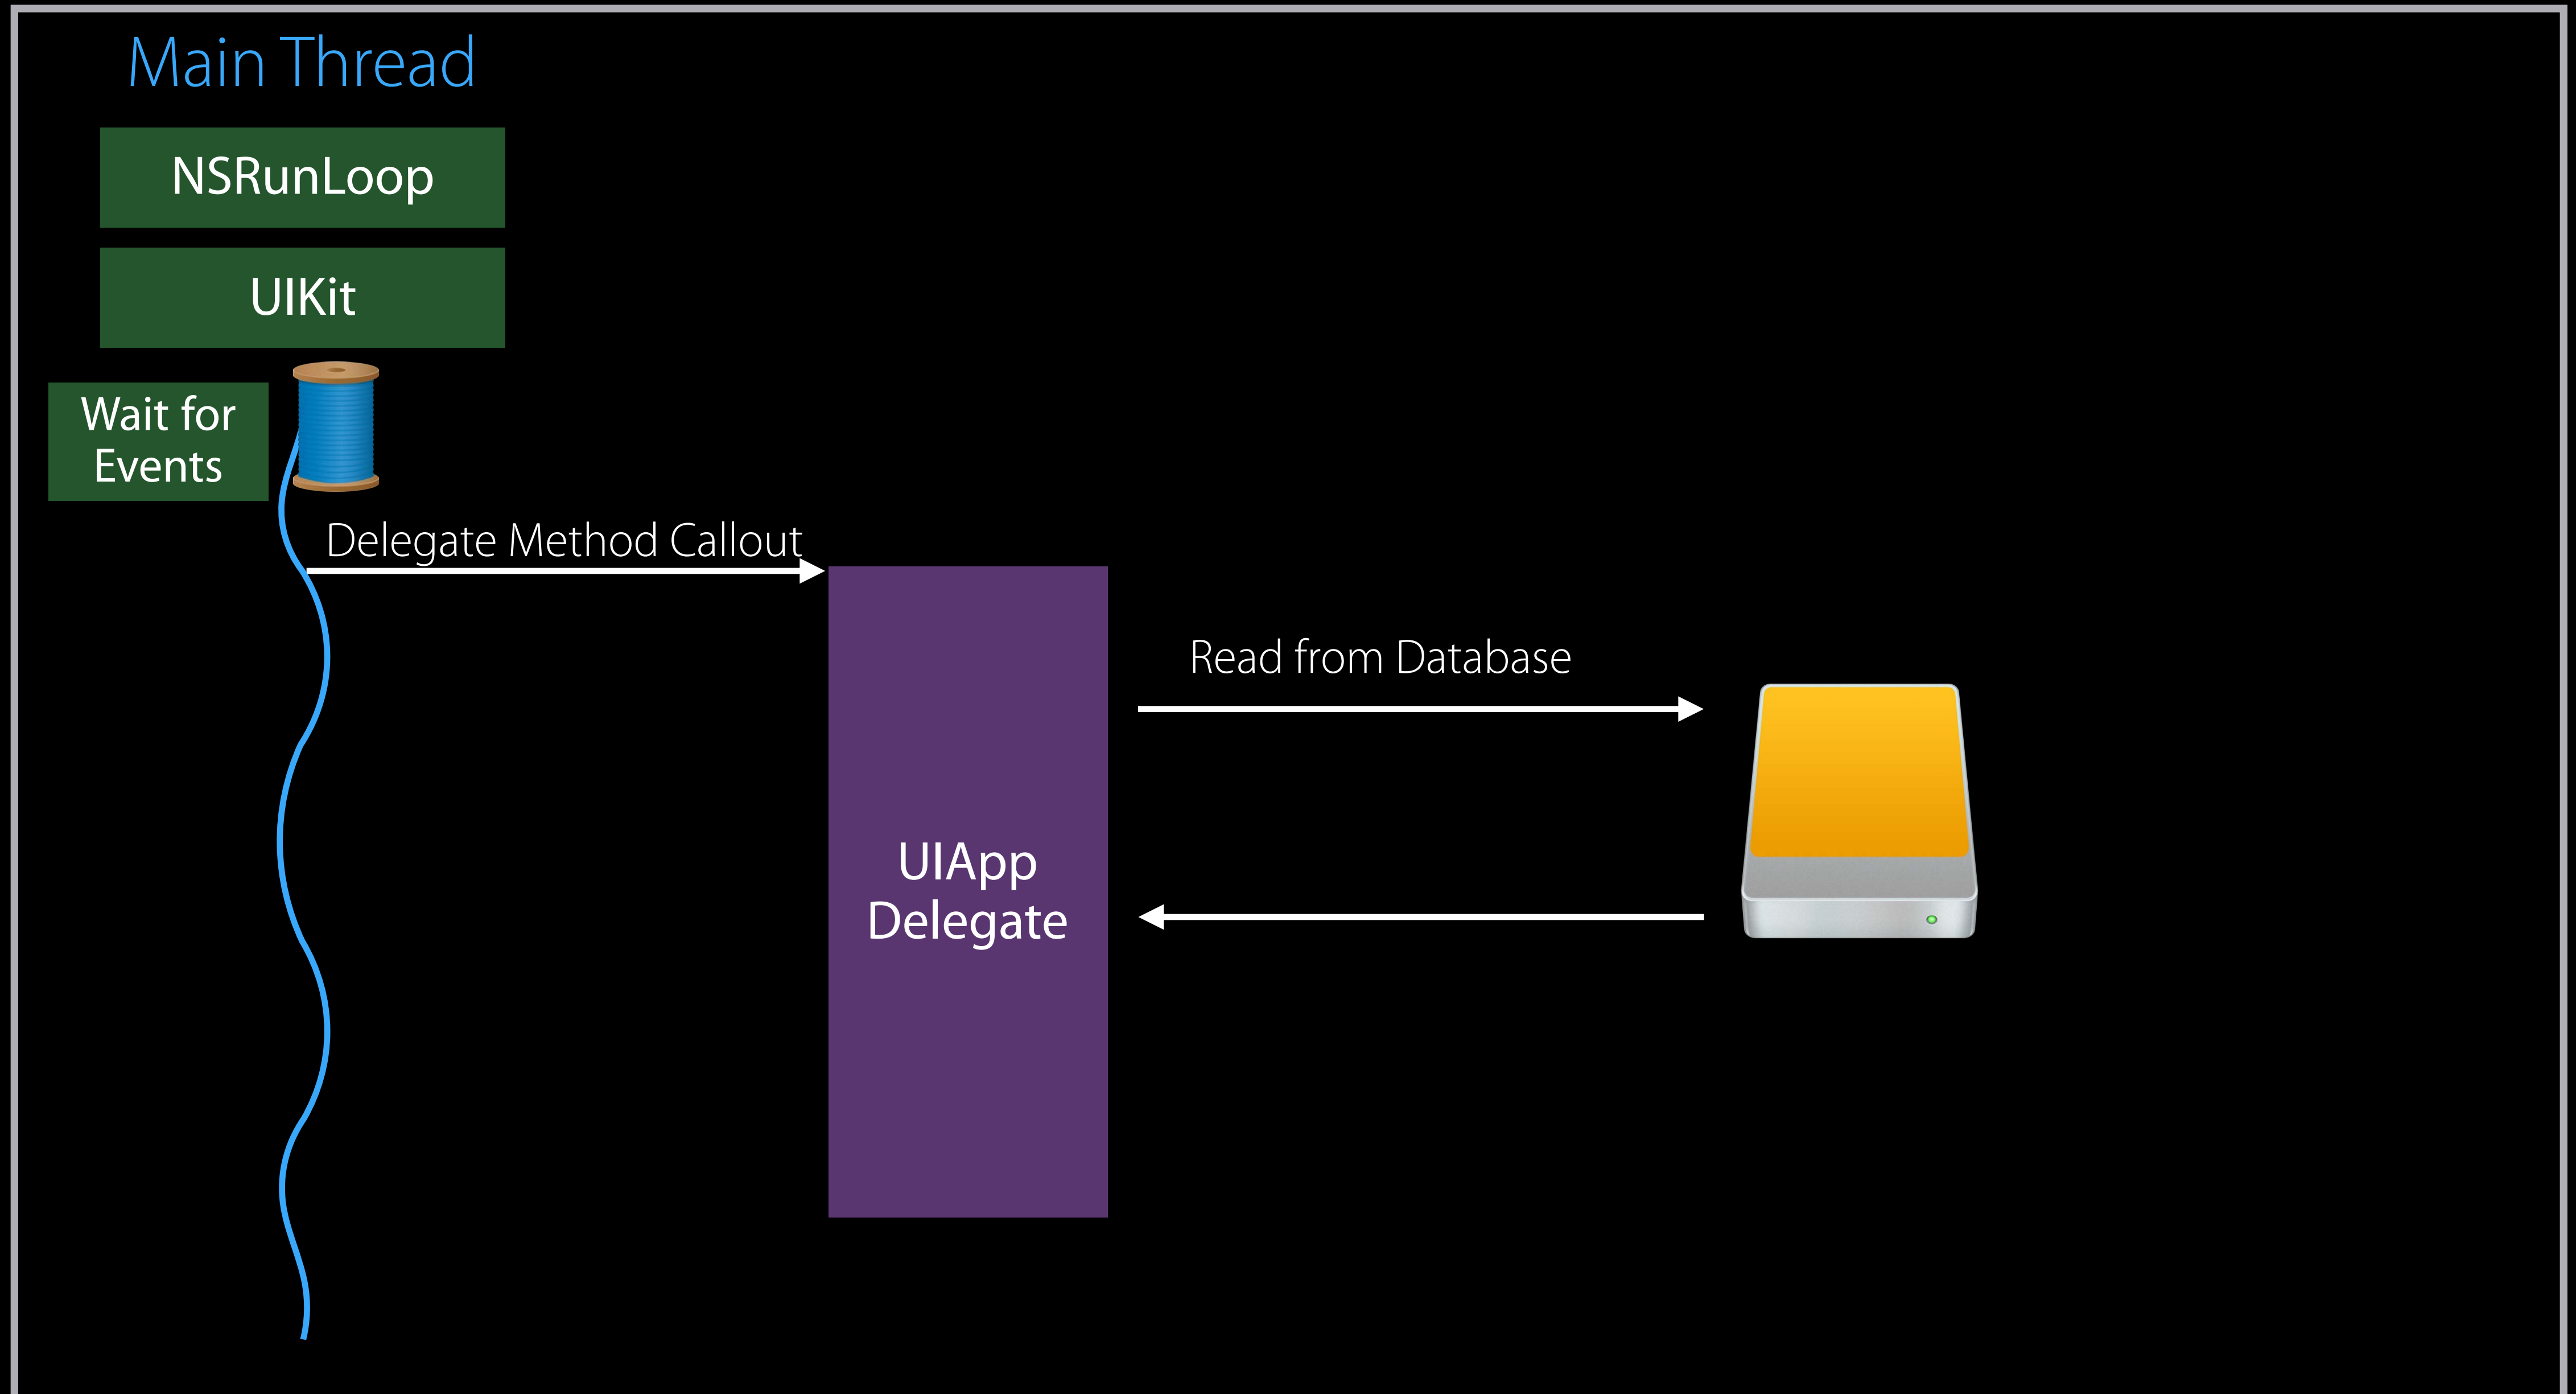 Main Thread
NSRunLoop
UIKit
Wait for
Events
Delegate Method Callout
Read from Database
UIApp
Delegate